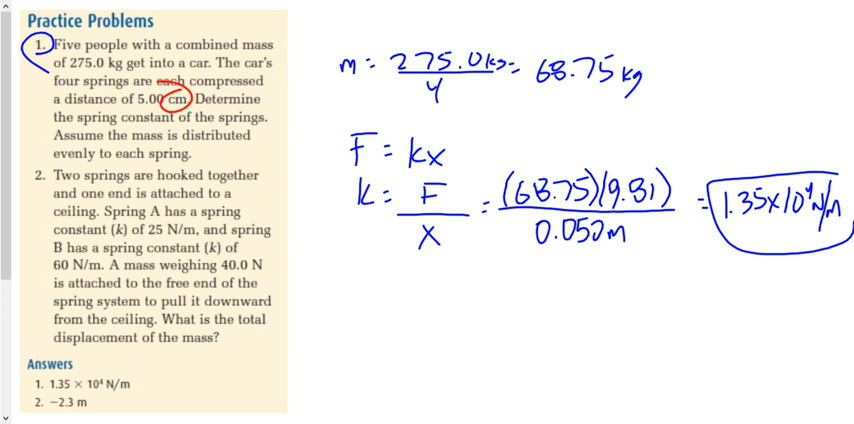 Practice Problems
1. Five people with a combined mass
of 275.0 kg get into a car. The car's
four springs are each compressed
a distance of 5.00 cm. Determine
the spring constant of the springs.
Assume the mass is distributed
evenly to each spring.
2. Two springs are hooked together
and one end is attached to a
ceiling. Spring A has a spring
constant (k) of 25 N/m, and spring
B has a spring constant (k) of
60 N/m. A mass weighing 40.0 N
is attached to the free end of the
spring system to pull it downward
from the ceiling. What is the total
displacement of the mass?
Answers
1. 1.35 × 10⁴ N/m
2. −2.3 m
m = 275.0kg/4 = 68.75 kg
F = kx
k = F/x = (68.75)(9.81)/0.050m = 1.35x10⁴N/m